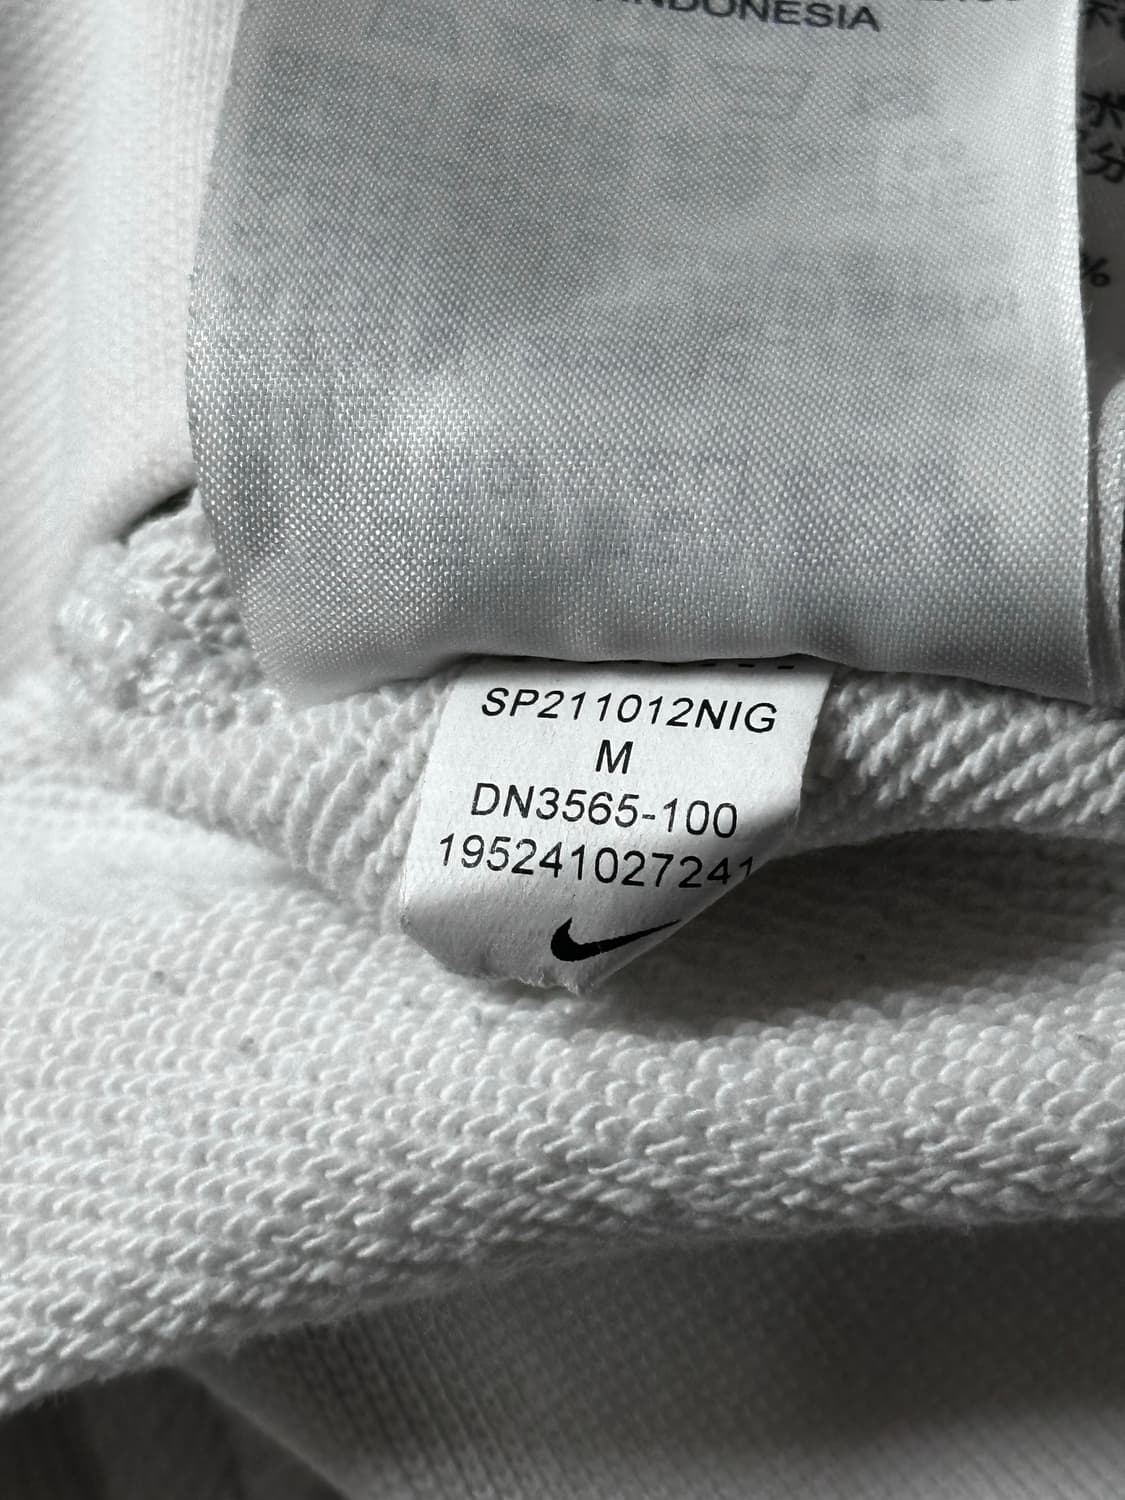 INDONESIA
SP211012NIG
M
DN3565-100
195241027241
%